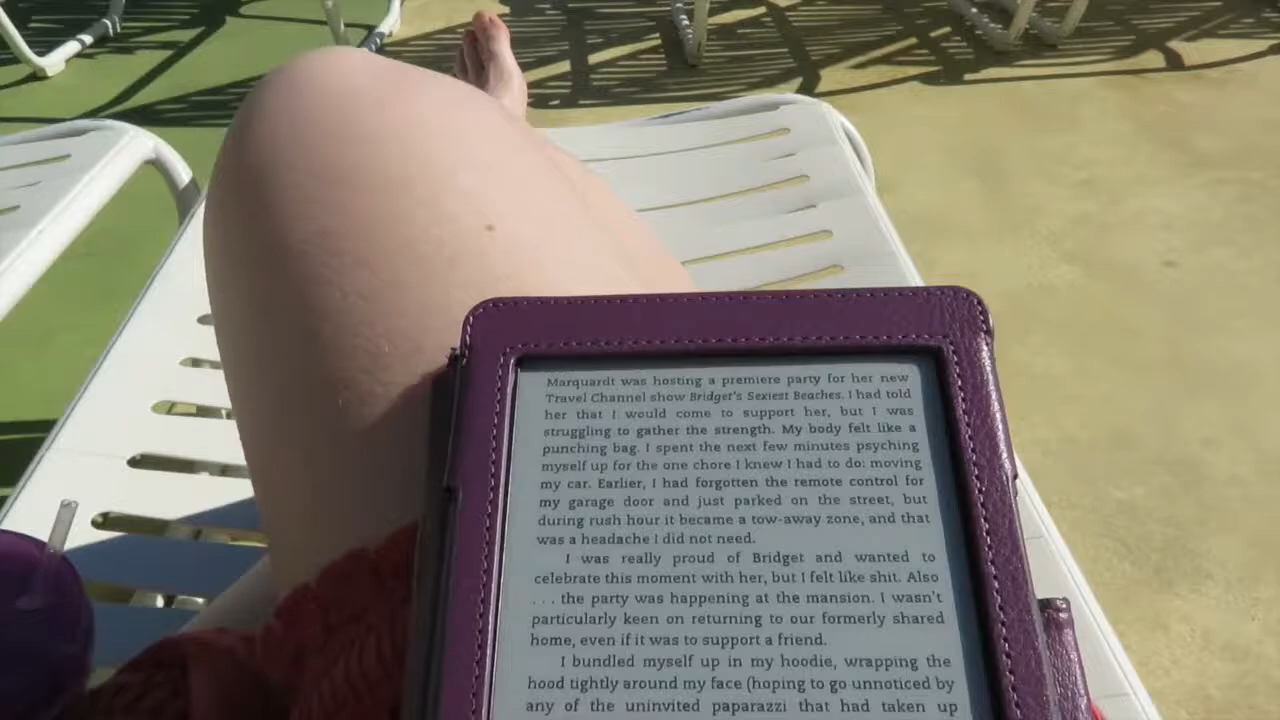 Marquardt was hosting a premiere party for her new
Travel Channel show Bridget's Sexiest Beaches. I had told
her that I would come to support her, but I was
struggling to gather the strength. My body felt like a
punching bag. I spent the next few minutes psyching
myself up for the one chore I knew I had to do: moving
my car. Earlier, I had forgotten the remote control for
my garage door and just parked on the street, but
during rush hour it became a tow-away zone, and that
was a headache I did not need.
I was really proud of Bridget and wanted to
celebrate this moment with her, but I felt like shit. Also
. . . the party was happening at the mansion. I wasn't
particularly keen on returning to our formerly shared
home, even if it was to support a friend.
I bundled myself up in my hoodie, wrapping the
hood tightly around my face (hoping to go unnoticed by
any of the uninvited paparazzi that had taken up